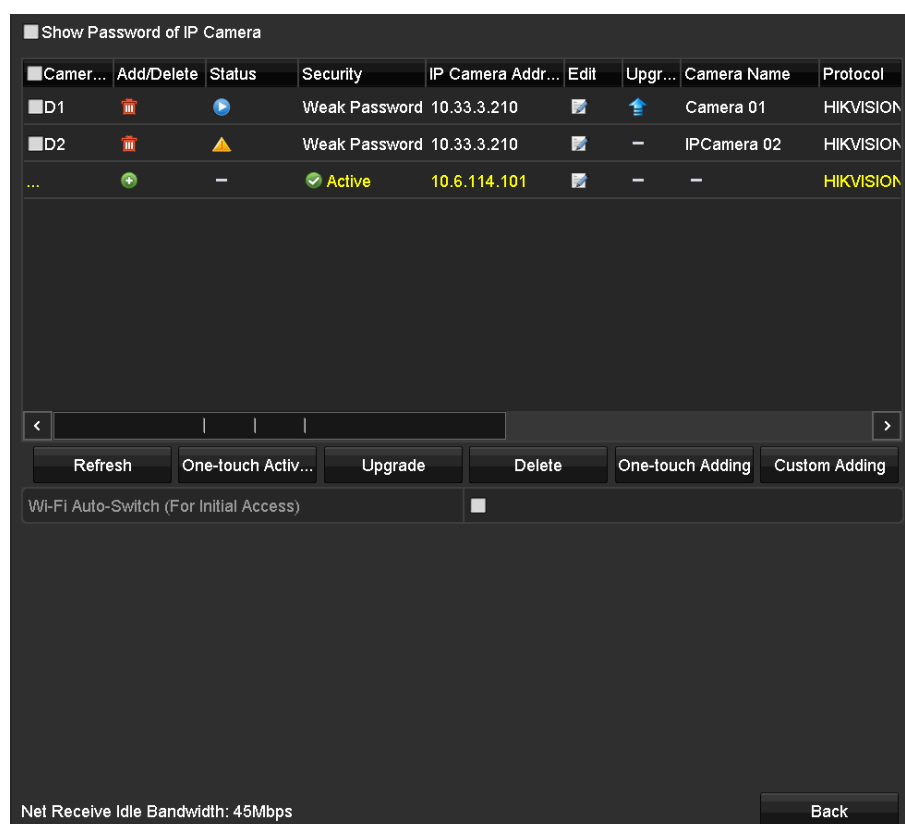 Show Password of IP Camera
Camer... Add/Delete Status Security IP Camera Addr... Edit Upgr... Camera Name Protocol
D1 Weak Password 10.33.3.210 Camera 01 HIKVISION
D2 Weak Password 10.33.3.210 – IPCamera 02 HIKVISION
... – Active 10.6.114.101 – – HIKVISION
Refresh One-touch Activ... Upgrade Delete One-touch Adding Custom Adding
Wi-Fi Auto-Switch (For Initial Access)
Net Receive Idle Bandwidth: 45Mbps Back